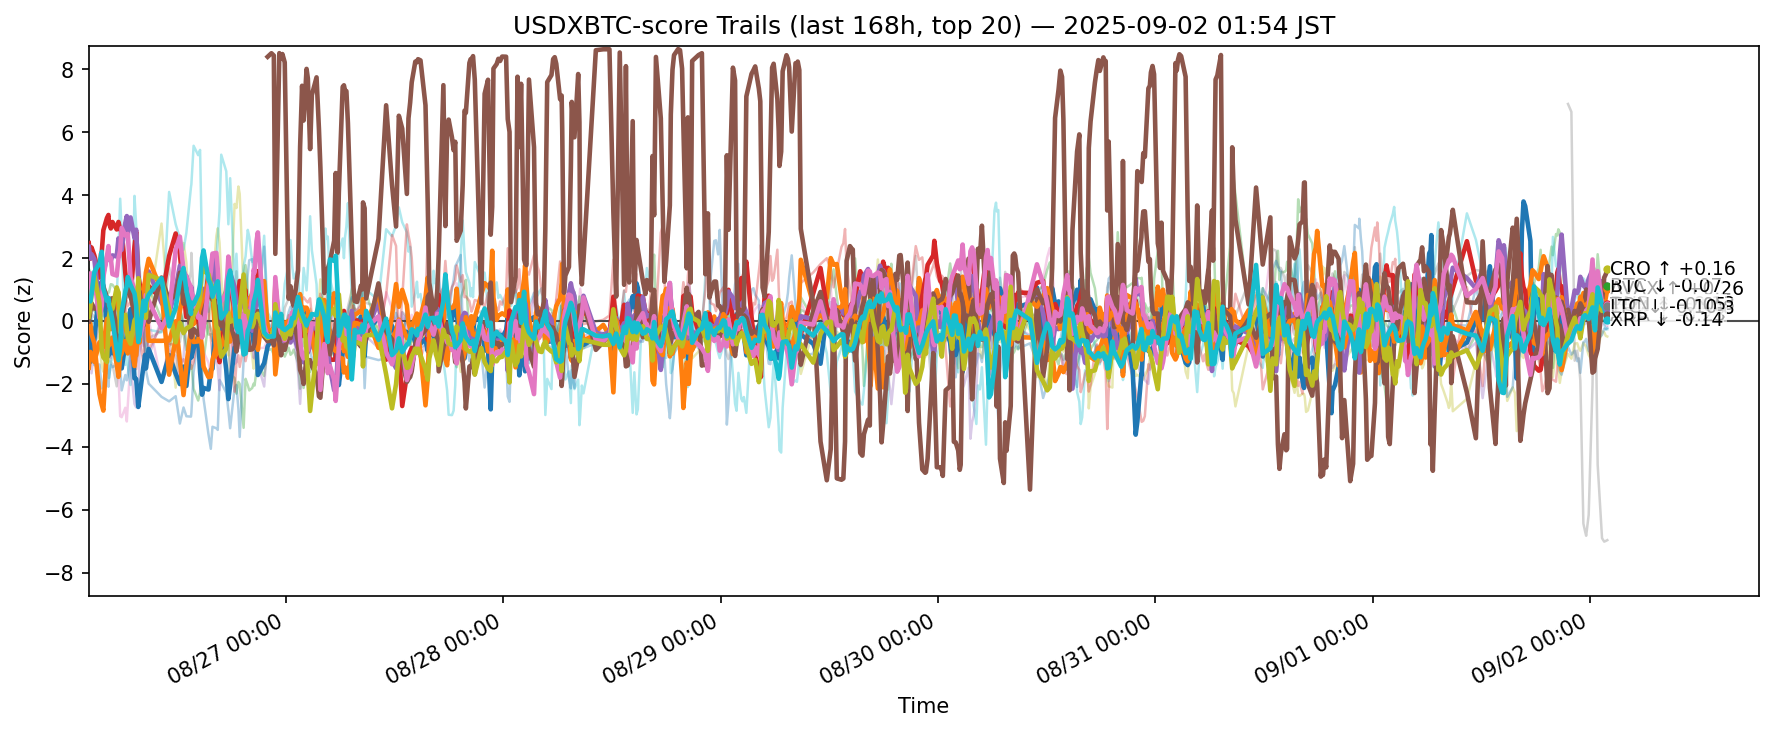 USDXBTC-score Trails (last 168h, top 20) — 2025-09-02 01:54 JST
Score (z)
8
6
4
2
0
−2
−4
−6
−8
CRO ↑ +0.16
BTC ↓ -0.07
XRP ↓ -0.14
08/27 00:00
08/28 00:00
08/29 00:00
08/30 00:00
08/31 00:00
09/01 00:00
09/02 00:00
Time